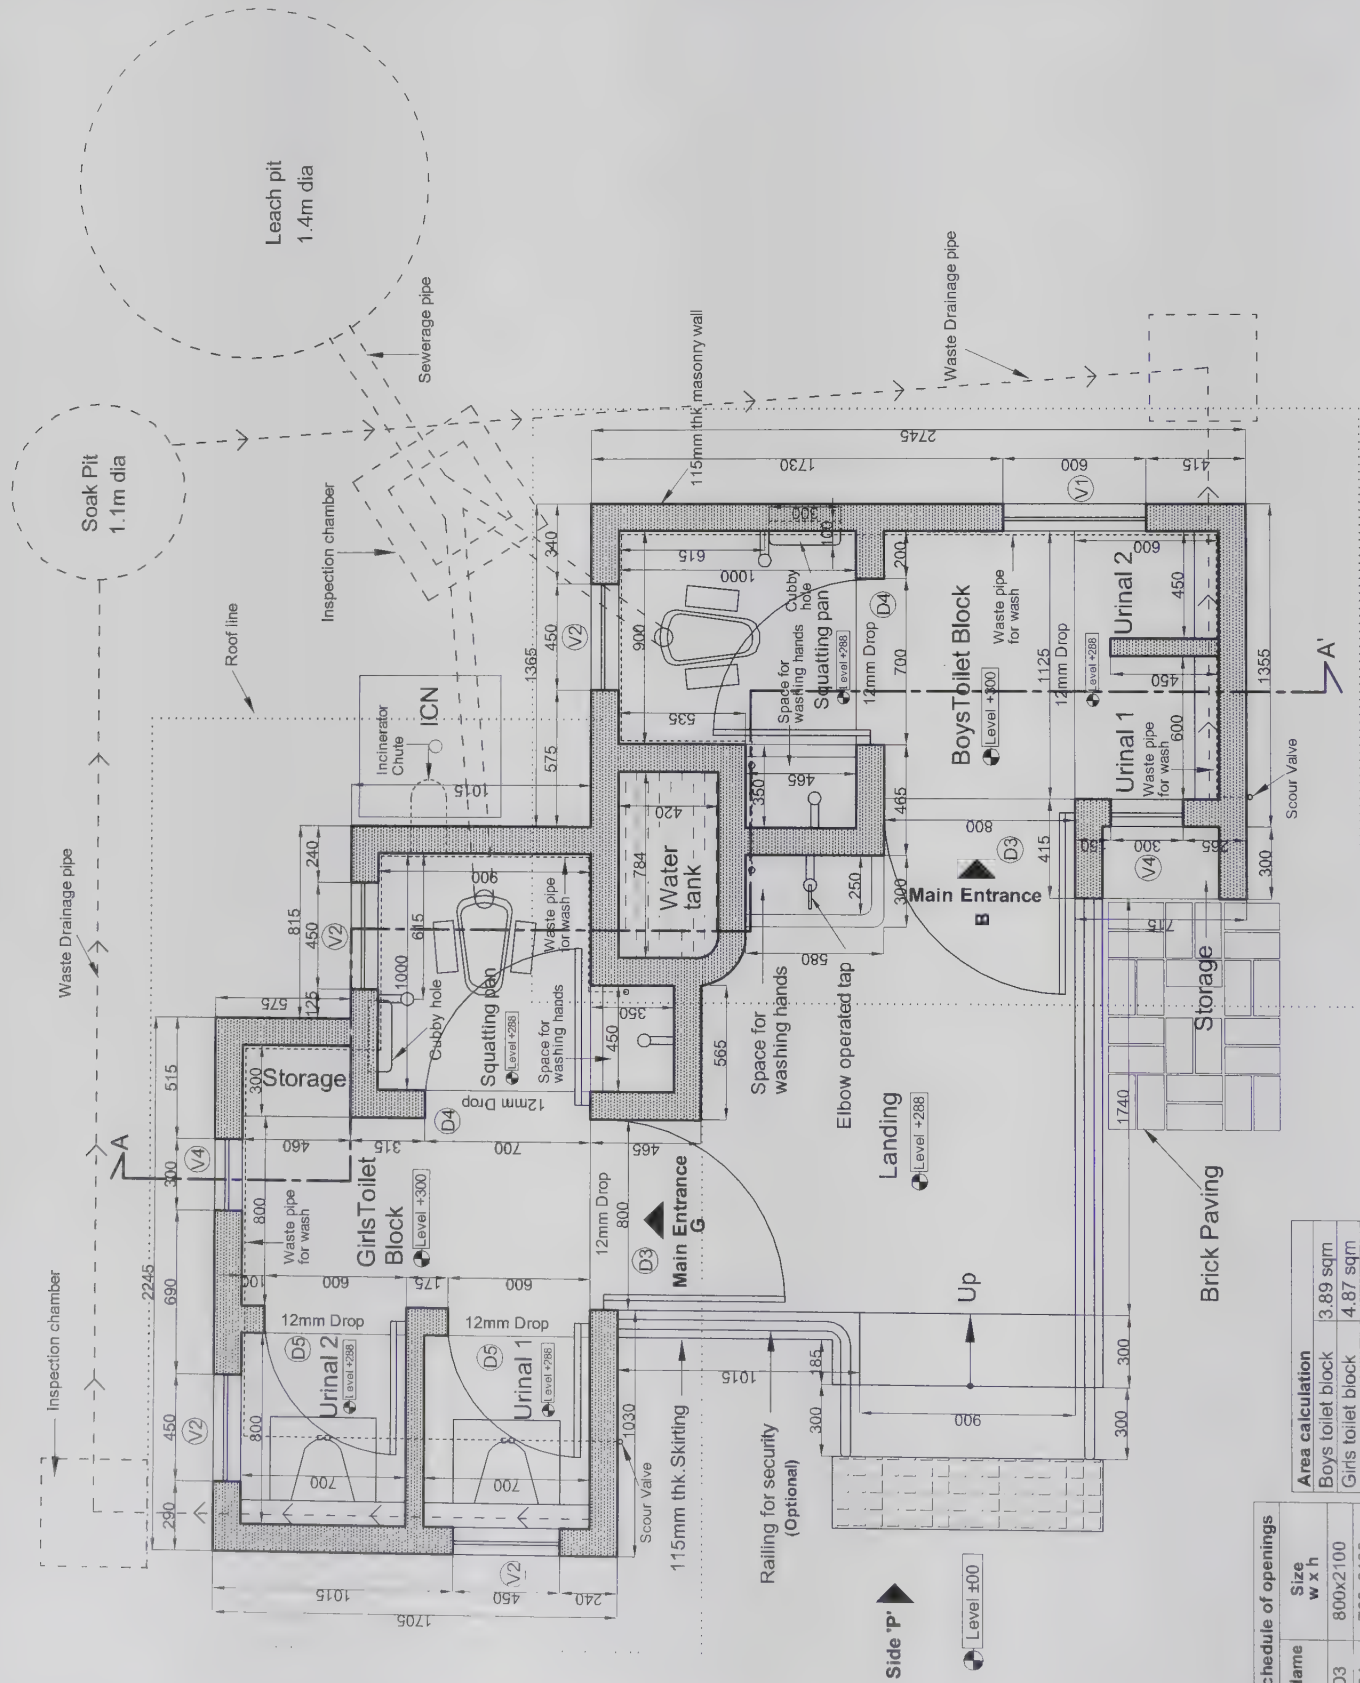 Leach pit
1.4m dia
Soak Pit
1.1m dia
Sewerage pipe
Inspection chamber
Roof line
Waste Drainage pipe
Waste Drainage pipe
115mm thk masonry wall
Inspection chamber
ICN
Incinerator
Chute
1015
2745
1730
600
415
V1
1365
340
450
575
V2
615
1000
900
535
300
100
Cubby
hole
Squatting pan
Level +288
Space for
washing hands
12mm Drop
D4
200
700
465
350
465
BoysToilet Block
Level +300
Waste pipe
for wash
1125
12mm Drop
Level +288
Urinal 2
600
450
450
Urinal 1
600
Waste pipe
for wash
1355
A'
Scour Valve
V4
300
265
300
415
800
D3
Main Entrance
B
715
Storage
784
420
Water
tank
250
300
580
Space for
washing hands
Elbow operated tap
815
240
450
125
V2
575
615
1000
900
Waste pipe
for wash
Cubby hole
Squatting pan
Level +288
Space for
washing hands
350
450
565
12mm Drop
D4
2245
515
300
690
450
290
V4
V2
A
Storage
300
460
315
700
465
800
GirlsToilet
Block
Level +300
Waste pipe
for wash
100
600
175
600
12mm Drop
800
D3
Main Entrance
G
12mm Drop
12mm Drop
D5
D5
Urinal 2
Level +288
Urinal 1
Level +288
800
700
700
1030
Scour Valve
1015
450
240
V2
1705
115mm thk.Skirting
Railing for security
(Optional)
1015
185
300
900
300
300
Up
Landing
Level +288
1740
Brick Paving
Side 'P'
Level ±00
Area calculation
Boys toilet block 3.89 sqm
Girls toilet block 4.87 sqm
chedule of openings
Size
w x h
800x2100